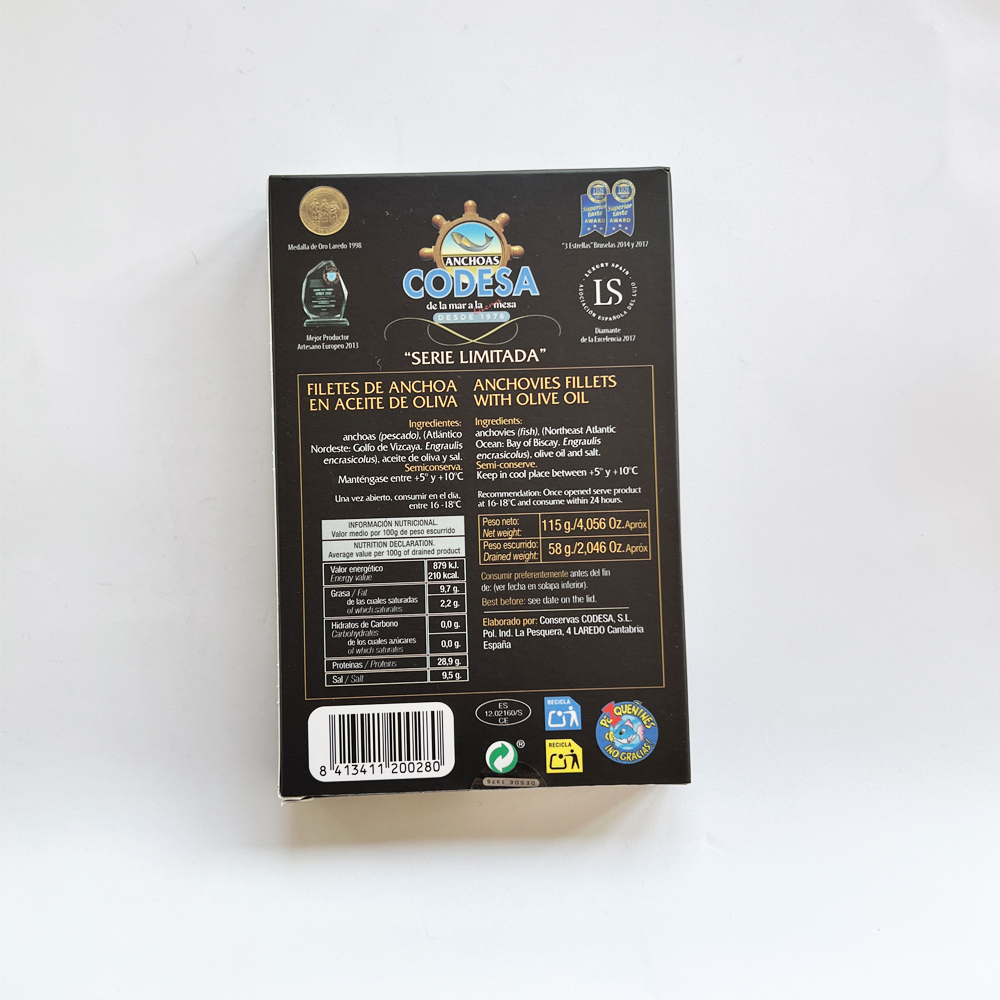 Medalla de Oro Laredo 1998
Mejor Productor
Artesano Europeo 2013
ANCHOAS
CODESA
de la mar a la mesa
DESDE 1976
Superior taste AWARD
Superior taste AWARD
"3 Estrellas" Bruselas 2014 y 2017
LUXURY SPAIN
LS
ASOCIACIÓN ESPAÑOLA DEL LUJO
Diamante
de la Excelencia 2017
"SERIE LIMITADA"
FILETES DE ANCHOA
EN ACEITE DE OLIVA
Ingredientes:
anchoas (pescado), (Atlántico
Nordeste: Golfo de Vizcaya. Engraulis
encrasicolus), aceite de oliva y sal.
Semiconserva.
Manténgase entre +5° y +10°C
Una vez abierto, consumir en el día,
entre 16 -18°C
ANCHOVIES FILLETS
WITH OLIVE OIL
Ingredients:
anchovies (fish), (Northeast Atlantic
Ocean: Bay of Biscay. Engraulis
encrasicolus), olive oil and salt.
Semi-conserve.
Keep in cool place between +5° y +10°C
Recommendation: Once opened serve product
at 16-18°C and consume within 24 hours.
INFORMACIÓN NUTRICIONAL.
Valor medio por 100g de peso escurrido
NUTRITION DECLARATION.
Average value per 100g of drained product
Valor energético 879 kJ.
Energy value 210 kcal.
Grasa / Fat 9,7 g.
de las cuales saturadas 2,2 g.
of which saturates
Hidratos de Carbono 0,0 g.
Carbohydrates
de los cuales azúcares 0,0 g.
of which saturates
Proteínas / Proteins 28,9 g.
Sal / Salt 9,5 g.
Peso neto: 115 g./4,056 Oz. Apróx
Net weight:
Peso escurrido: 58 g./2,046 Oz. Apróx
Drained weight:
Consumir preferentemente antes del fin
de: (ver fecha en solapa inferior).
Best before: see date on the lid.
Elaborado por: Conservas CODESA, S.L.
Pol. Ind. La Pesquera, 4 LAREDO Cantabria
España
8 413411 200280
ES
12.02160/S
CE
®
RECICLA
RECICLA
PEQUEÑINES
¡NO GRACIAS!
DESDE 1976